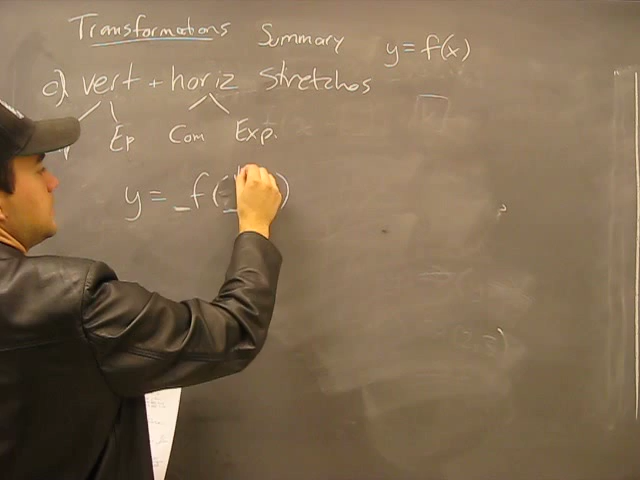 Transformations Summary y=f(x)
c) vert + horiz Stretches
Ep Com Exp.
y = _f(